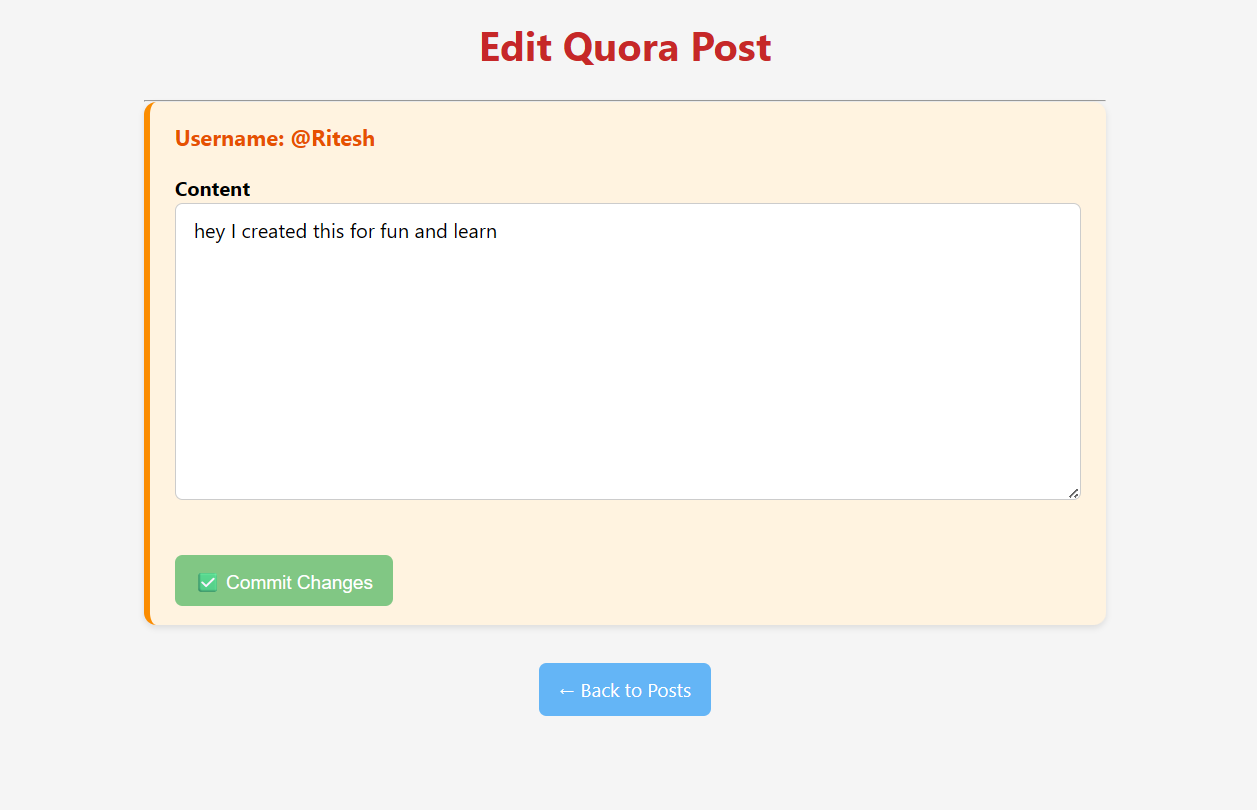 Edit Quora Post
Username: @Ritesh
Content
hey I created this for fun and learn
✅ Commit Changes
← Back to Posts